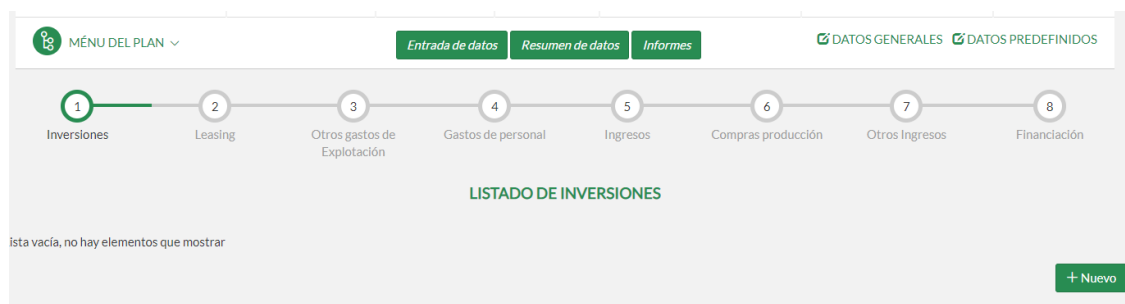 MÉNU DEL PLAN
Entrada de datos Resumen de datos Informes
DATOS GENERALES DATOS PREDEFINIDOS
1 2 3 4 5 6 7 8
Inversiones Leasing Otros gastos de Gastos de personal Ingresos Compras producción Otros Ingresos Financiación
Explotación
LISTADO DE INVERSIONES
ista vacía, no hay elementos que mostrar
+ Nuevo